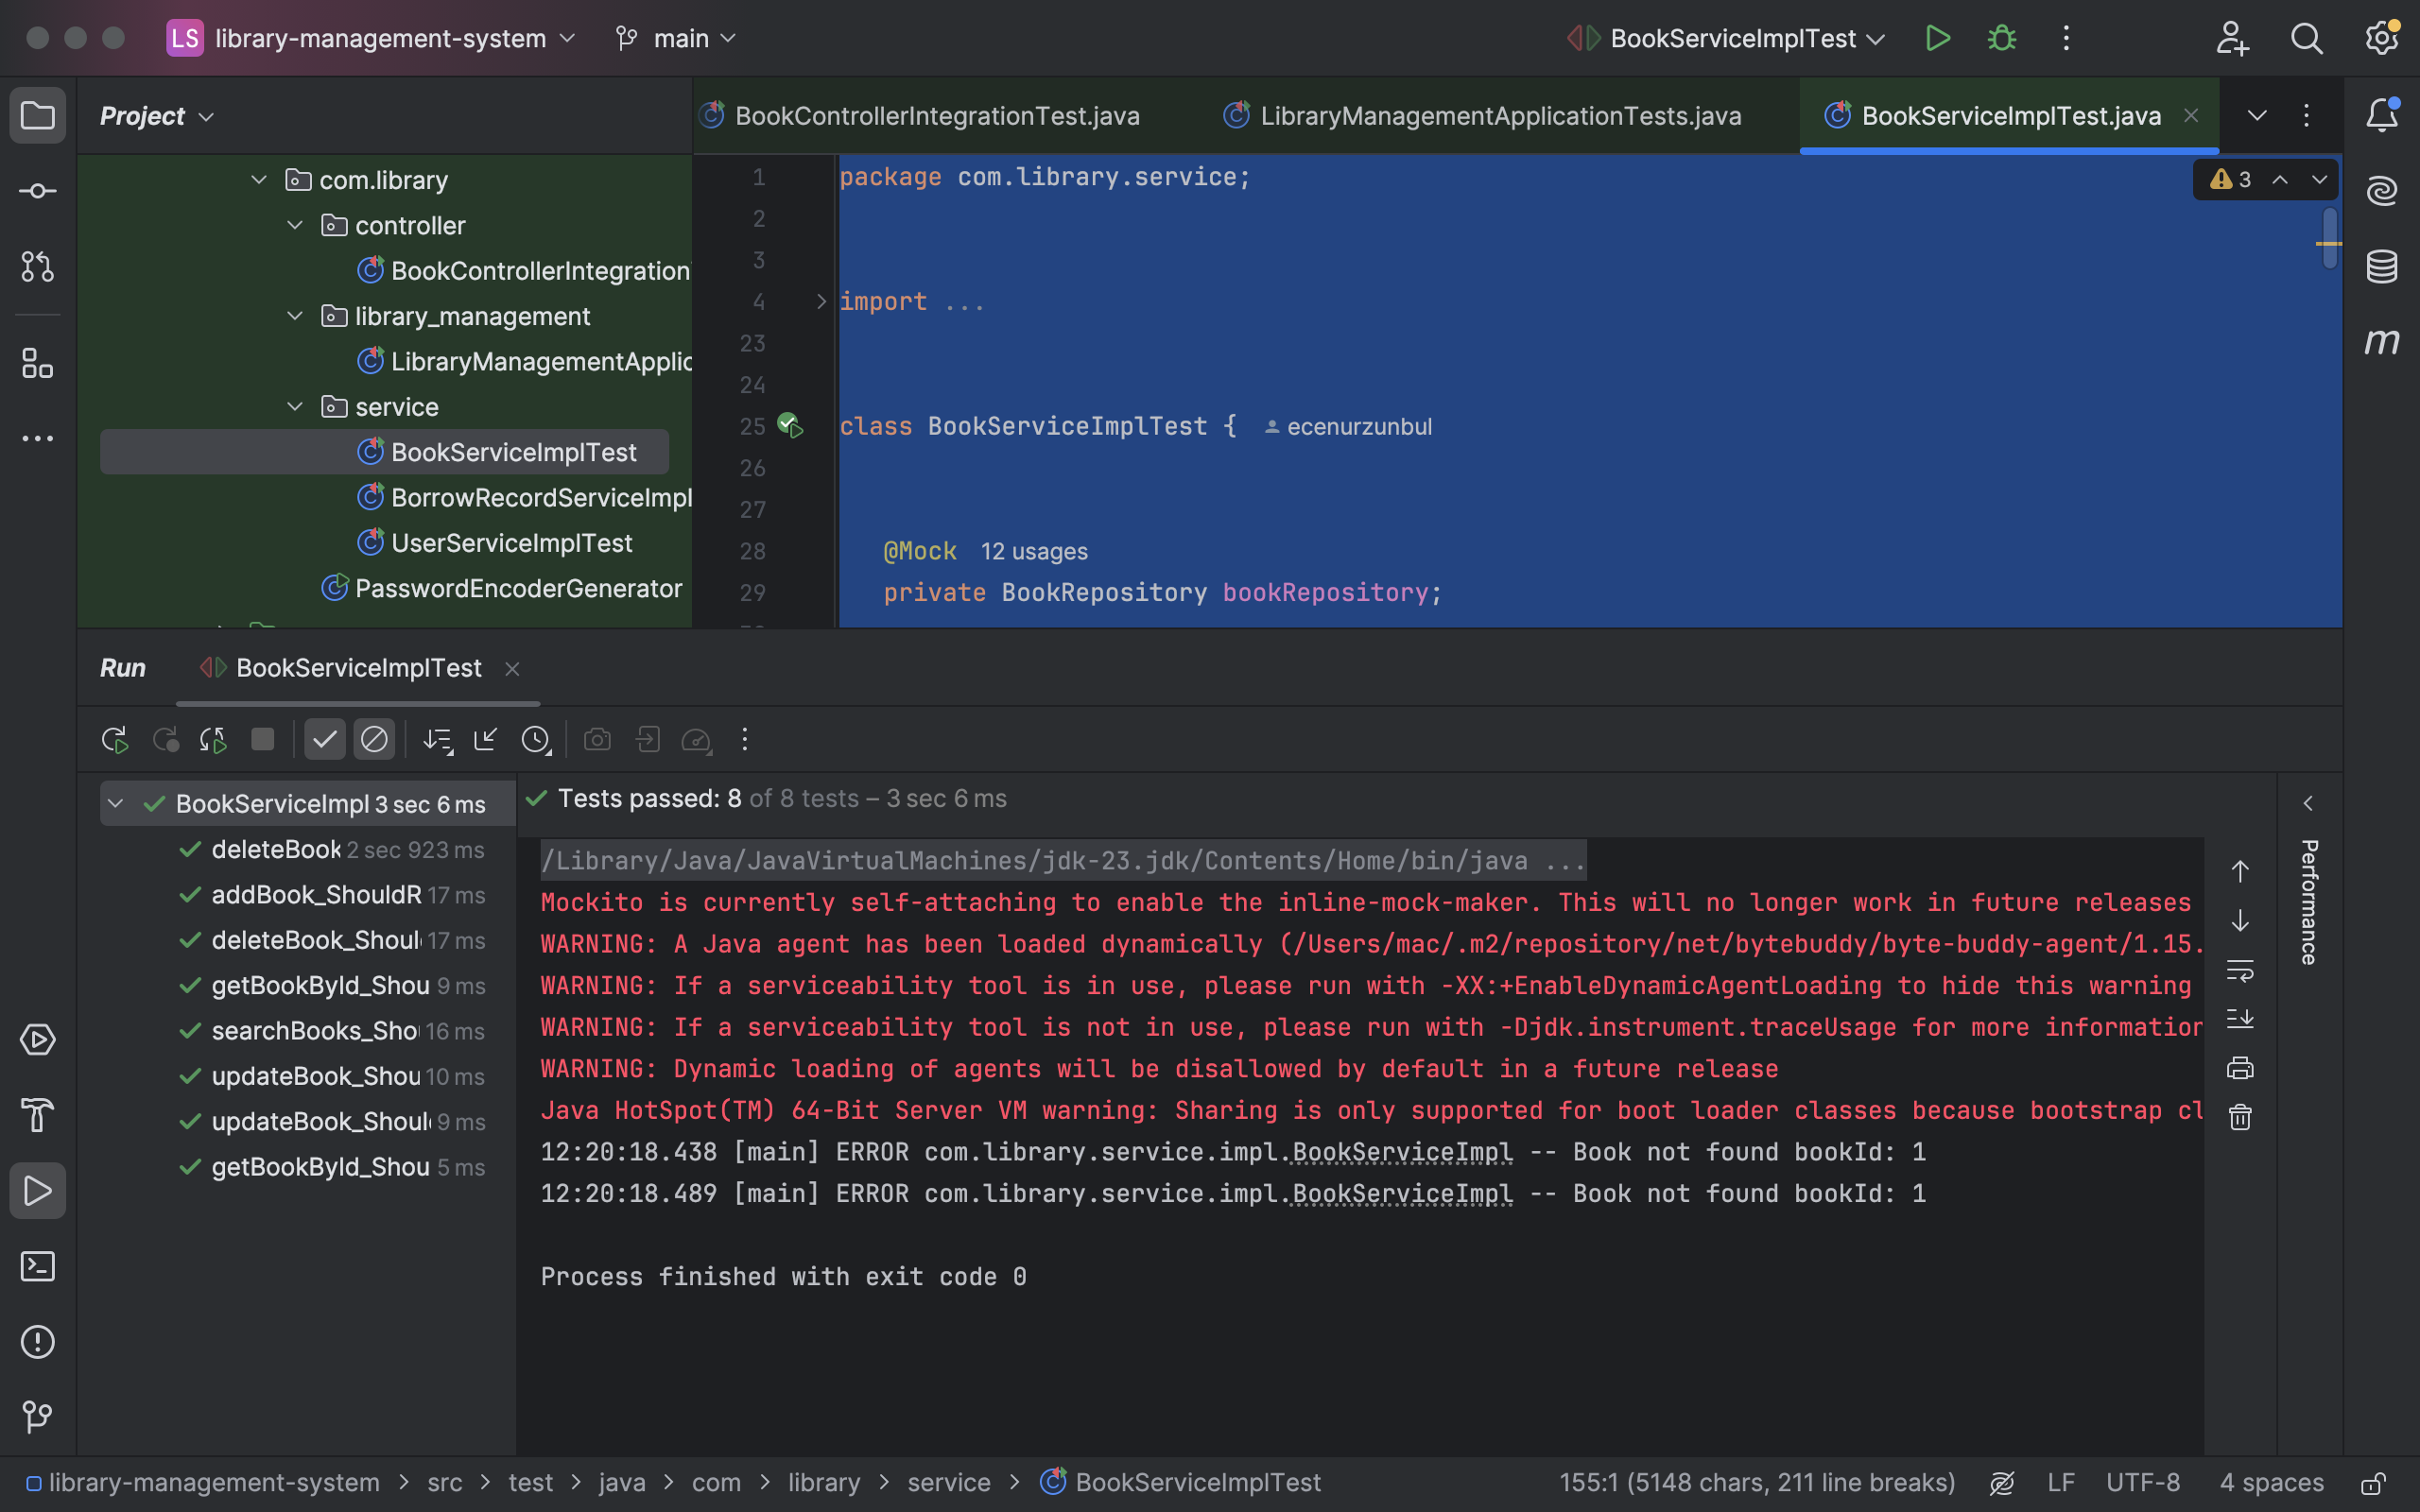 LS library-management-system main BookServiceImplTest
Project
BookControllerIntegrationTest.java LibraryManagementApplicationTests.java BookServiceImplTest.java
com.library
controller
BookControllerIntegration
library_management
LibraryManagementApplic
service
BookServiceImplTest
BorrowRecordServiceImpl
UserServiceImplTest
PasswordEncoderGenerator
1 package com.library.service;
2
3
4 import ...
23
24
25 class BookServiceImplTest { ecenurzunbul
26
27
28 @Mock 12 usages
29 private BookRepository bookRepository;
3
m
Run BookServiceImplTest
BookServiceImpl 3 sec 6 ms
deleteBook 2 sec 923 ms
addBook_ShouldR 17 ms
deleteBook_Shoul 17 ms
getBookById_Shou 9 ms
searchBooks_Sho 16 ms
updateBook_Shou 10 ms
updateBook_Shoul 9 ms
getBookById_Shou 5 ms
Tests passed: 8 of 8 tests – 3 sec 6 ms
/Library/Java/JavaVirtualMachines/jdk-23.jdk/Contents/Home/bin/java ...
Mockito is currently self-attaching to enable the inline-mock-maker. This will no longer work in future releases
WARNING: A Java agent has been loaded dynamically (/Users/mac/.m2/repository/net/bytebuddy/byte-buddy-agent/1.15.
WARNING: If a serviceability tool is in use, please run with -XX:+EnableDynamicAgentLoading to hide this warning
WARNING: If a serviceability tool is not in use, please run with -Djdk.instrument.traceUsage for more information
WARNING: Dynamic loading of agents will be disallowed by default in a future release
Java HotSpot(TM) 64-Bit Server VM warning: Sharing is only supported for boot loader classes because bootstrap cl
12:20:18.438 [main] ERROR com.library.service.impl.BookServiceImpl -- Book not found bookId: 1
12:20:18.489 [main] ERROR com.library.service.impl.BookServiceImpl -- Book not found bookId: 1
Process finished with exit code 0
Performance
library-management-system > src > test > java > com > library > service > BookServiceImplTest
155:1 (5148 chars, 211 line breaks) LF UTF-8 4 spaces